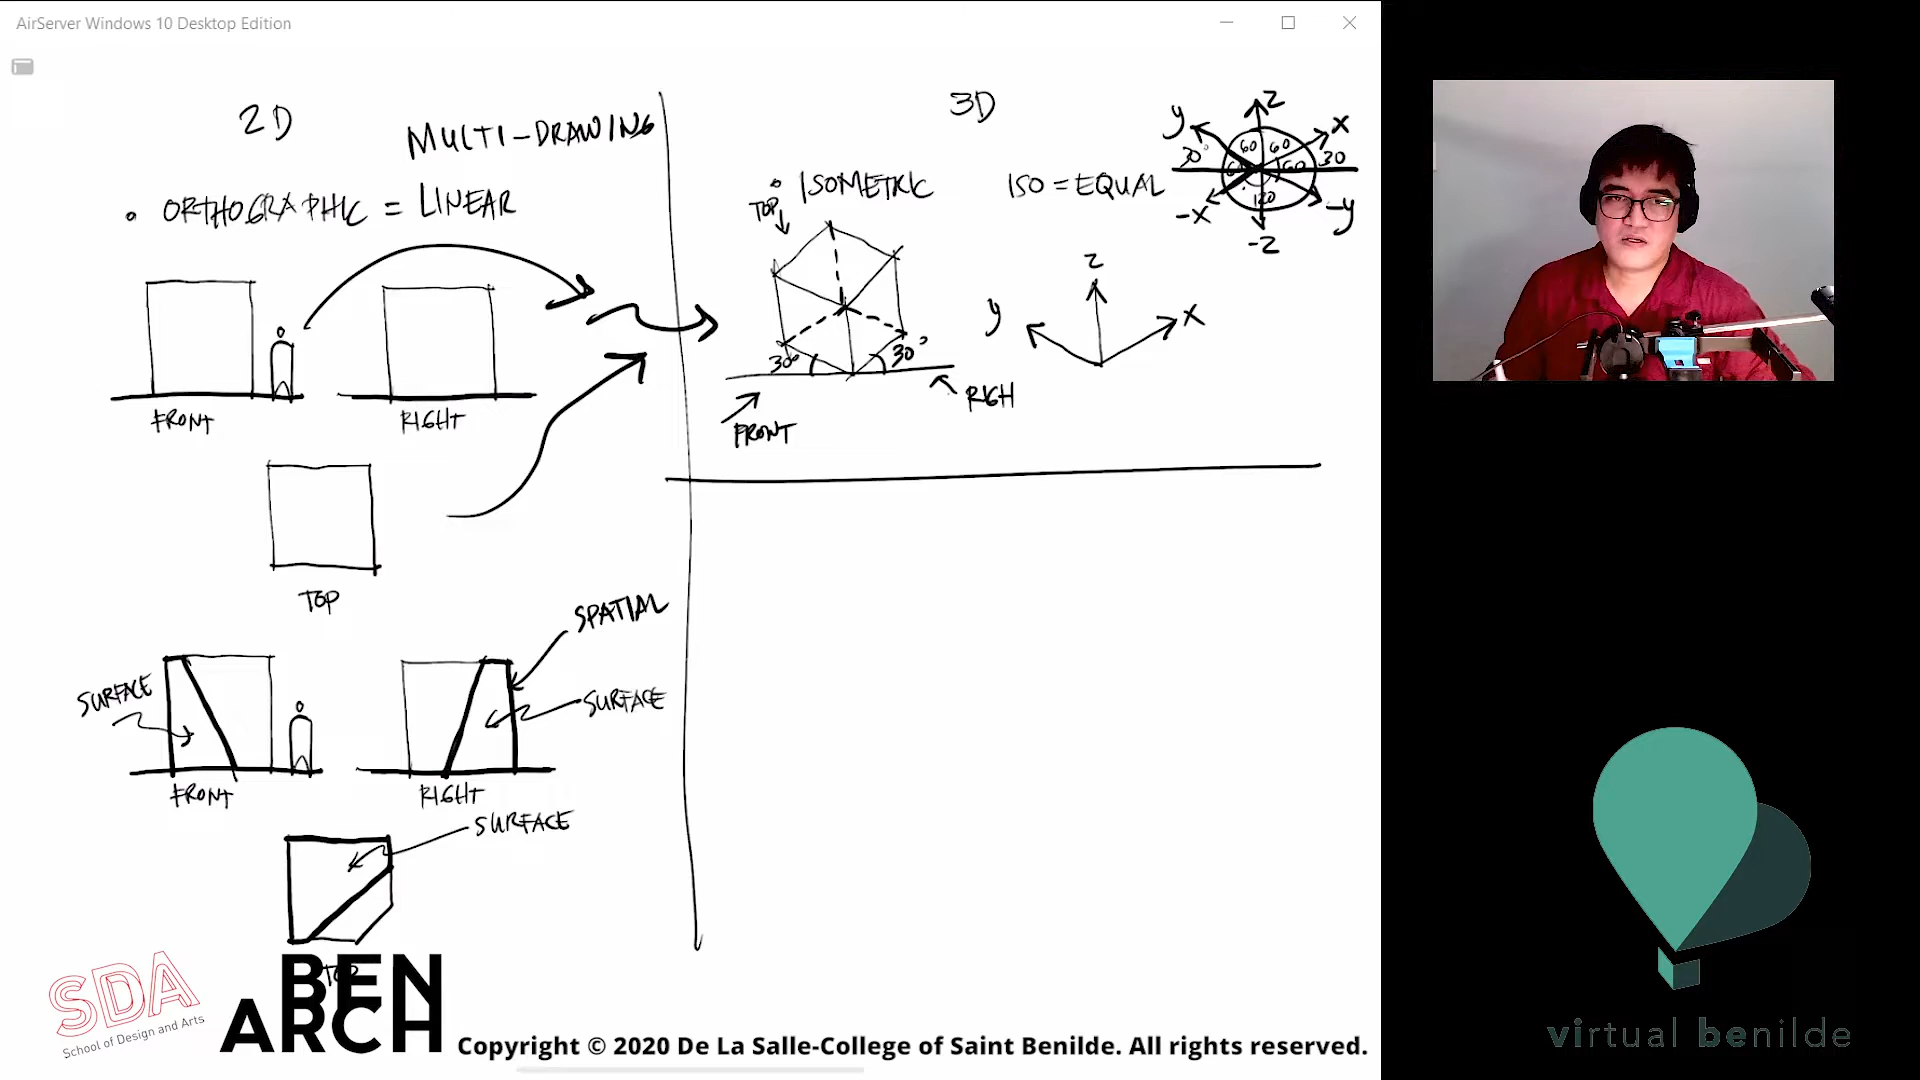 AirServer Windows 10 Desktop Edition
2D
MULTI-DRAWING
• ORTHOGRAPHIC = LINEAR
FRONT
RIGHT
TOP
SPATIAL
SURFACE
SURFACE
FRONT
RIGHT
SURFACE
TOP
3D
• ISOMETRIC
ISO = EQUAL
TOP
30°
30°
FRONT
RIGH
z
y
x
y
z
x
30°
60
60
60
30
120
-x
-z
-y
SDA
School of Design and Arts
BEN
ARCH
Copyright © 2020 De La Salle-College of Saint Benilde. All rights reserved.
virtual benilde